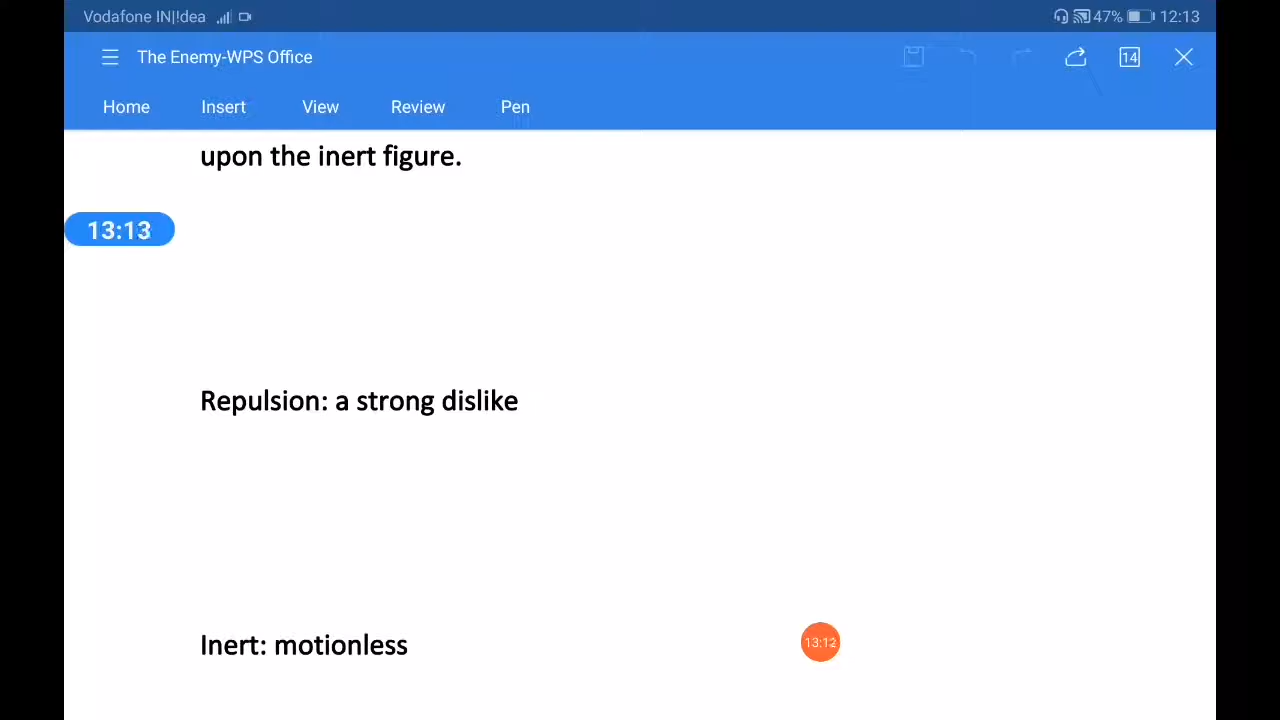 Vodafone IN|!dea 47% 12:13
The Enemy-WPS Office 14
Home Insert View Review Pen
upon the inert figure.
13:13
Repulsion: a strong dislike
Inert: motionless
13:12